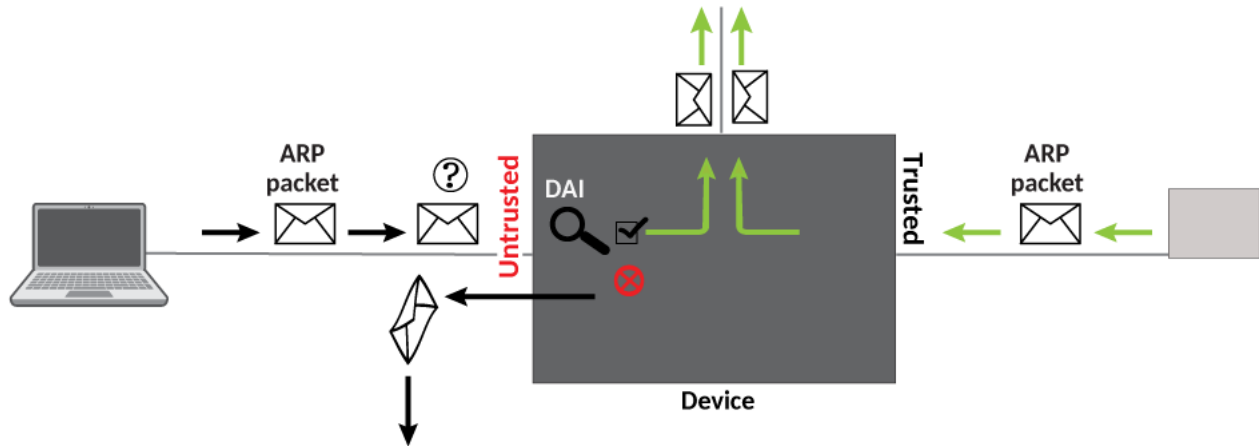 ARP
packet
?
Untrusted
DAI
Trusted
ARP
packet
Device